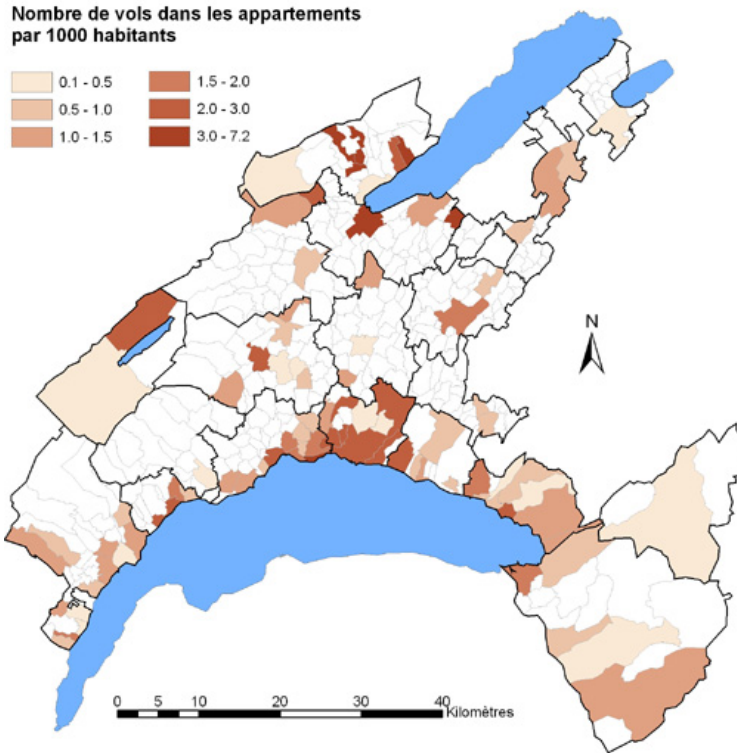 Nombre de vols dans les appartements
par 1000 habitants
0.1 - 0.5
1.5 - 2.0
0.5 - 1.0
2.0 - 3.0
1.0 - 1.5
3.0 - 7.2
N
0 5 10 20 30 40 Kilomètres